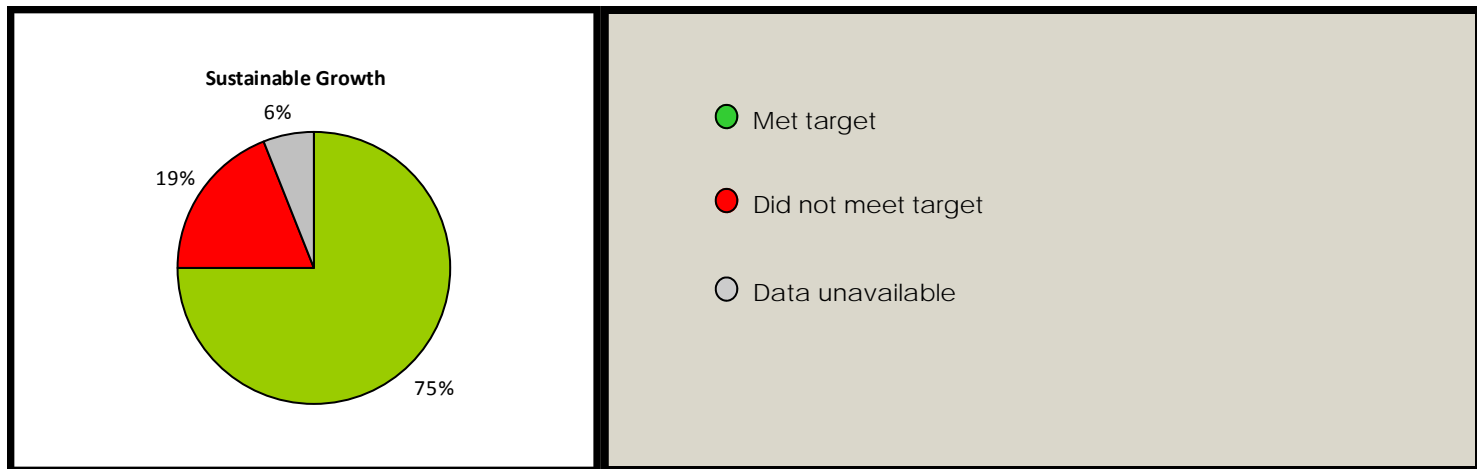 Sustainable Growth
6%
19%
75%
Met target
Did not meet target
Data unavailable